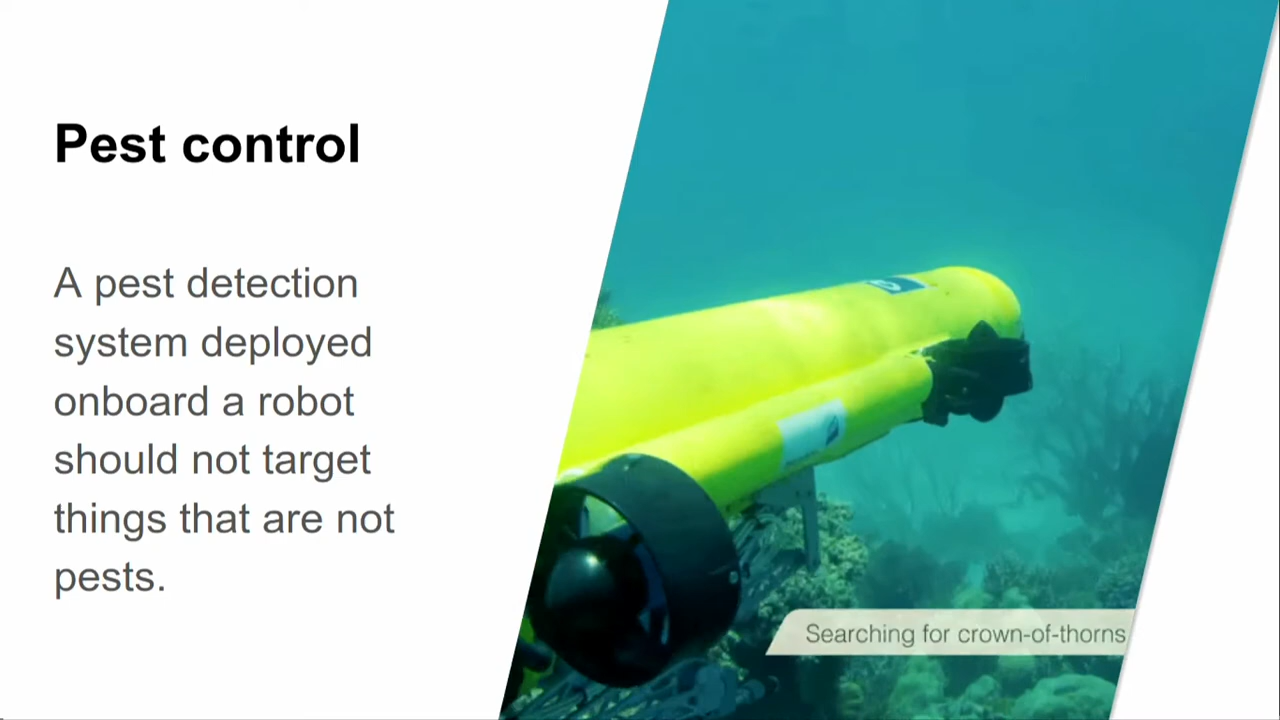 Pest control
A pest detection
system deployed
onboard a robot
should not target
things that are not
pests.
Searching for crown-of-thorns